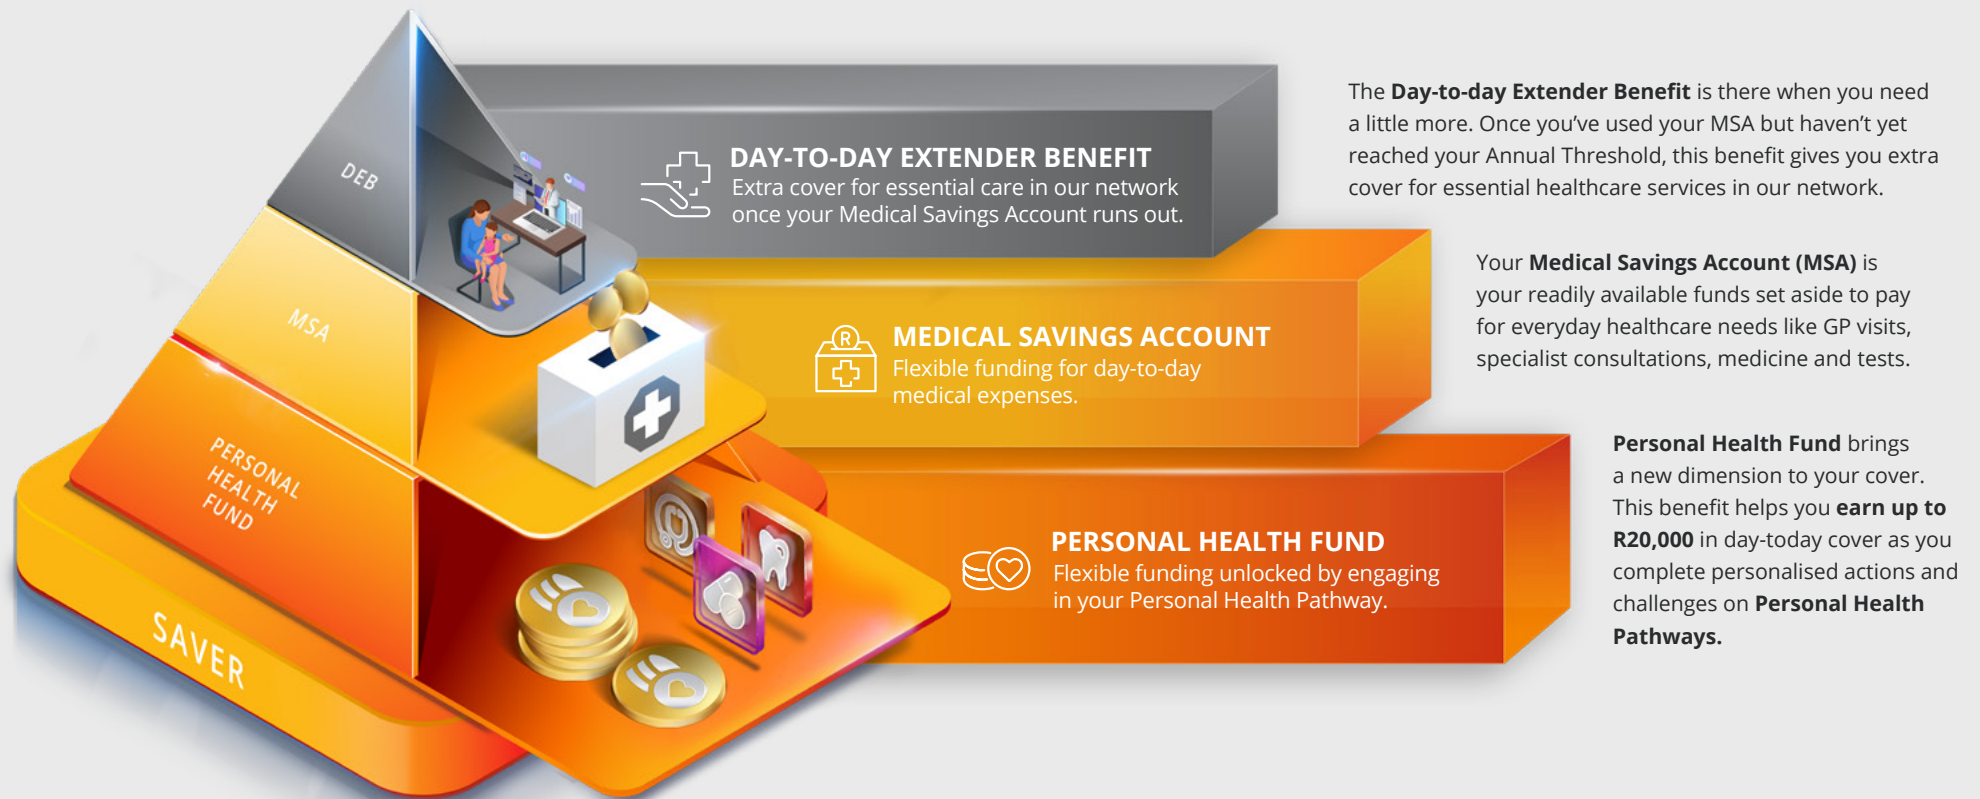 DEB
MSA
PERSONAL
HEALTH
FUND
SAVER
DAY-TO-DAY EXTENDER BENEFIT
Extra cover for essential care in our network
once your Medical Savings Account runs out.
The Day-to-day Extender Benefit is there when you need
a little more. Once you’ve used your MSA but haven’t yet
reached your Annual Threshold, this benefit gives you extra
cover for essential healthcare services in our network.
R
MEDICAL SAVINGS ACCOUNT
Flexible funding for day-to-day
medical expenses.
Your Medical Savings Account (MSA) is
your readily available funds set aside to pay
for everyday healthcare needs like GP visits,
specialist consultations, medicine and tests.
PERSONAL HEALTH FUND
Flexible funding unlocked by engaging
in your Personal Health Pathway.
Personal Health Fund brings
a new dimension to your cover.
This benefit helps you earn up to
R20,000 in day-today cover as you
complete personalised actions and
challenges on Personal Health
Pathways.